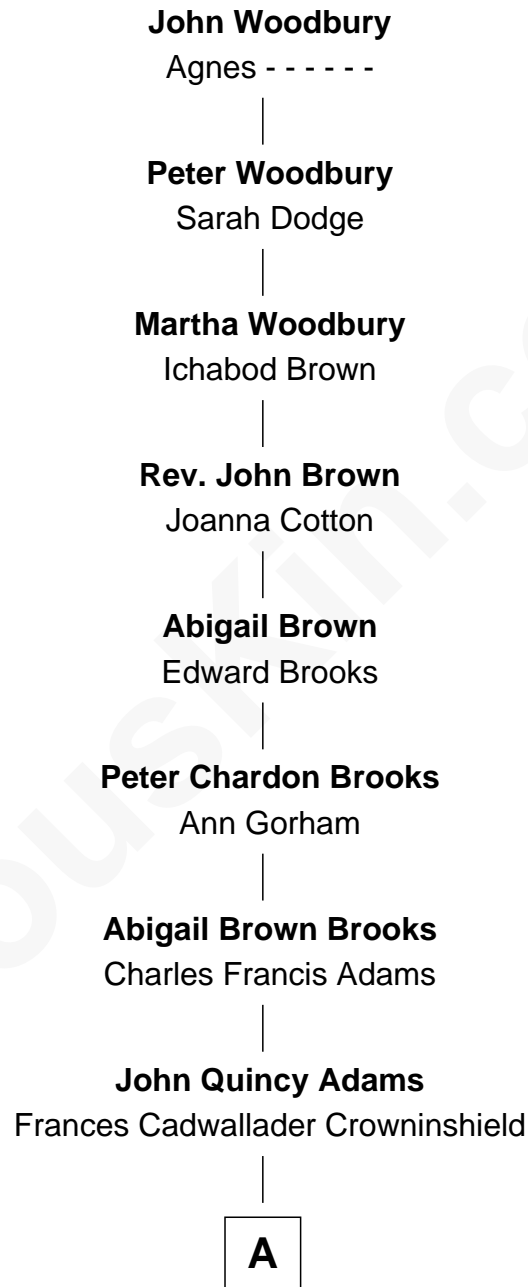 John Woodbury
Agnes - - - - - -
Peter Woodbury
Sarah Dodge
Martha Woodbury
Ichabod Brown
Rev. John Brown
Joanna Cotton
Abigail Brown
Edward Brooks
Peter Chardon Brooks
Ann Gorham
Abigail Brown Brooks
Charles Francis Adams
John Quincy Adams
Frances Cadwallader Crowninshield
A